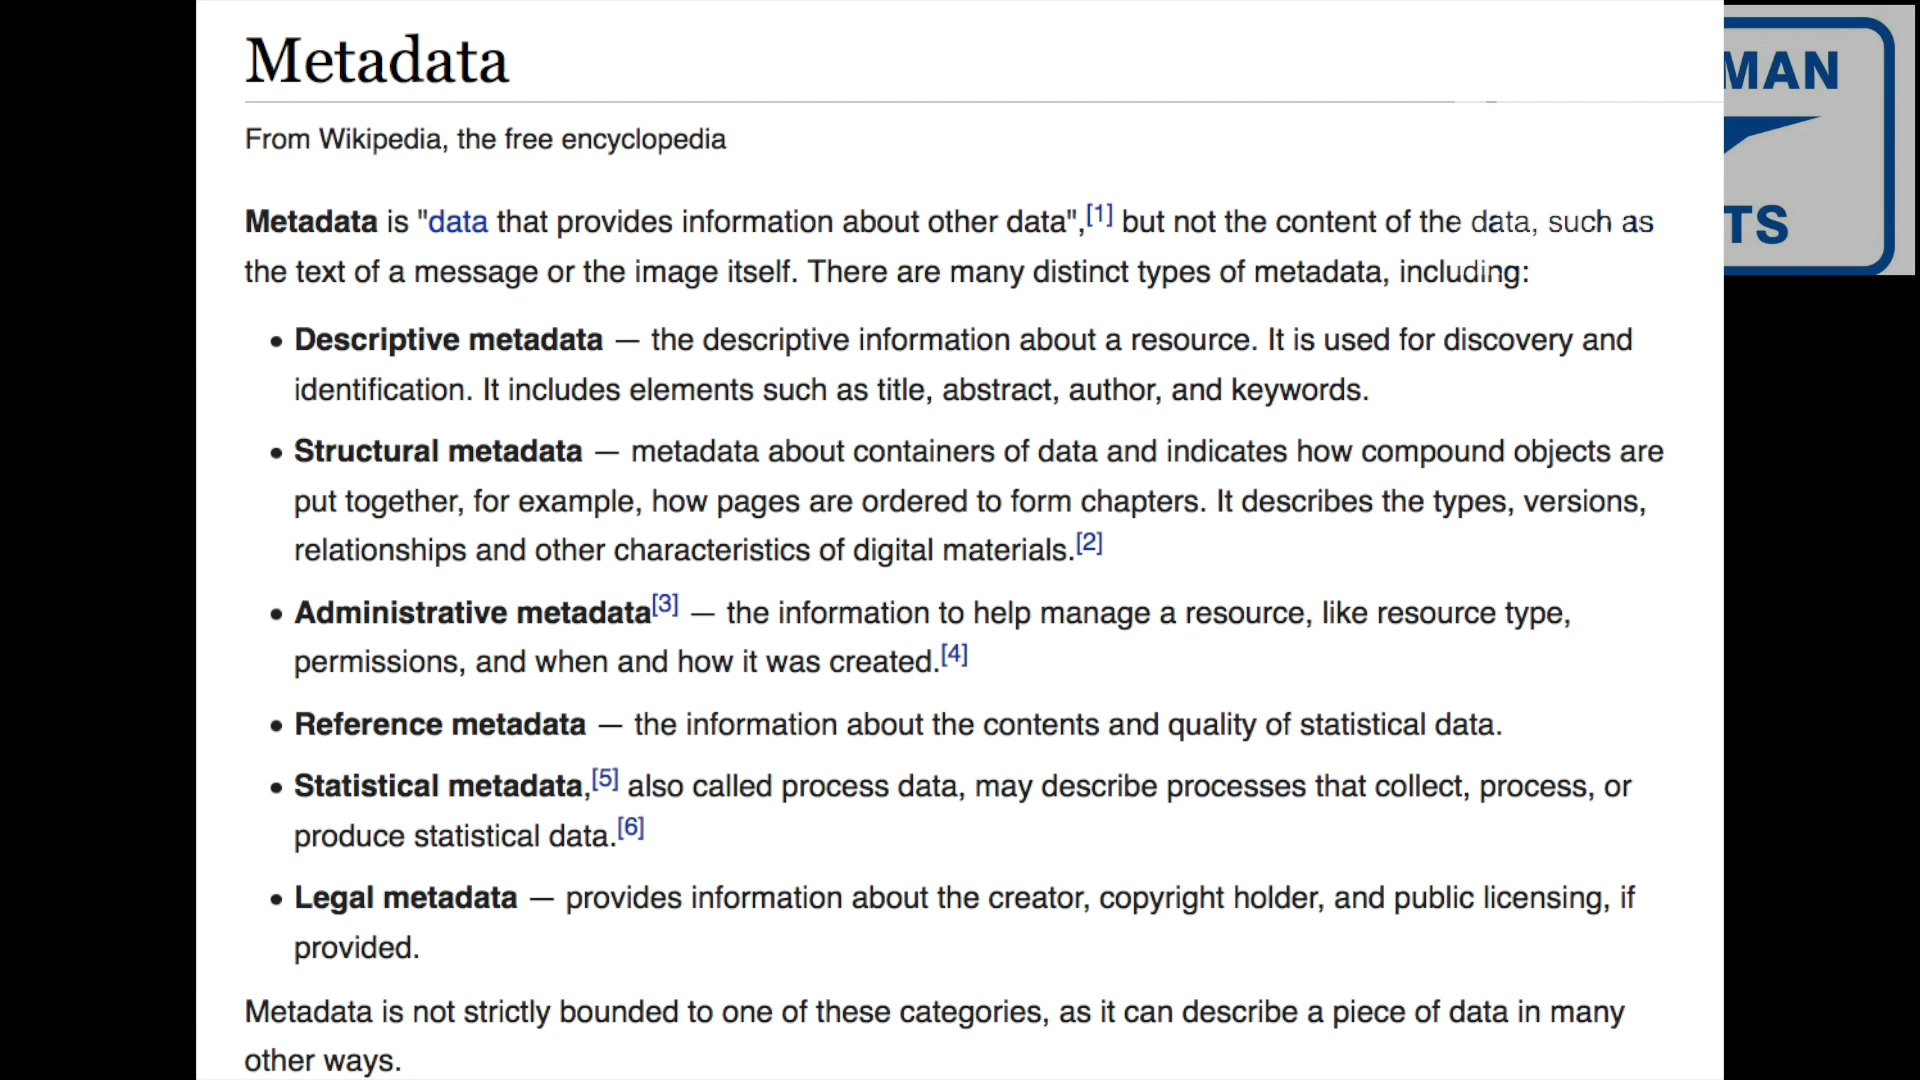 Metadata
From Wikipedia, the free encyclopedia
Metadata is "data that provides information about other data",[1] but not the content of the data, such as
the text of a message or the image itself. There are many distinct types of metadata, including:
• Descriptive metadata — the descriptive information about a resource. It is used for discovery and
identification. It includes elements such as title, abstract, author, and keywords.
• Structural metadata — metadata about containers of data and indicates how compound objects are
put together, for example, how pages are ordered to form chapters. It describes the types, versions,
relationships and other characteristics of digital materials.[2]
• Administrative metadata[3] — the information to help manage a resource, like resource type,
permissions, and when and how it was created.[4]
• Reference metadata — the information about the contents and quality of statistical data.
• Statistical metadata,[5] also called process data, may describe processes that collect, process, or
produce statistical data.[6]
• Legal metadata — provides information about the creator, copyright holder, and public licensing, if
provided.
Metadata is not strictly bounded to one of these categories, as it can describe a piece of data in many
other ways.
MAN
TS